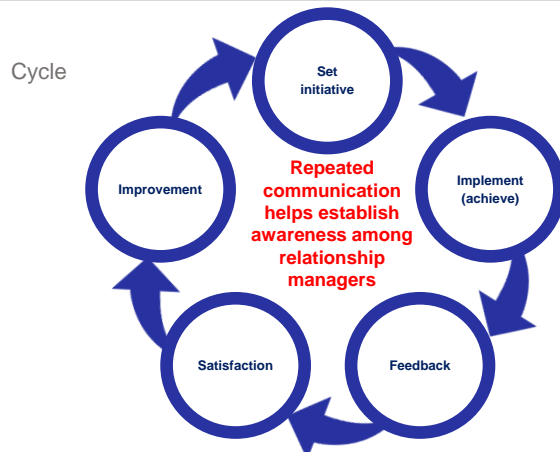 Cycle
Set
initiative
Implement
(achieve)
Feedback
Satisfaction
Improvement
Repeated
communication
helps establish
awareness among
relationship
managers